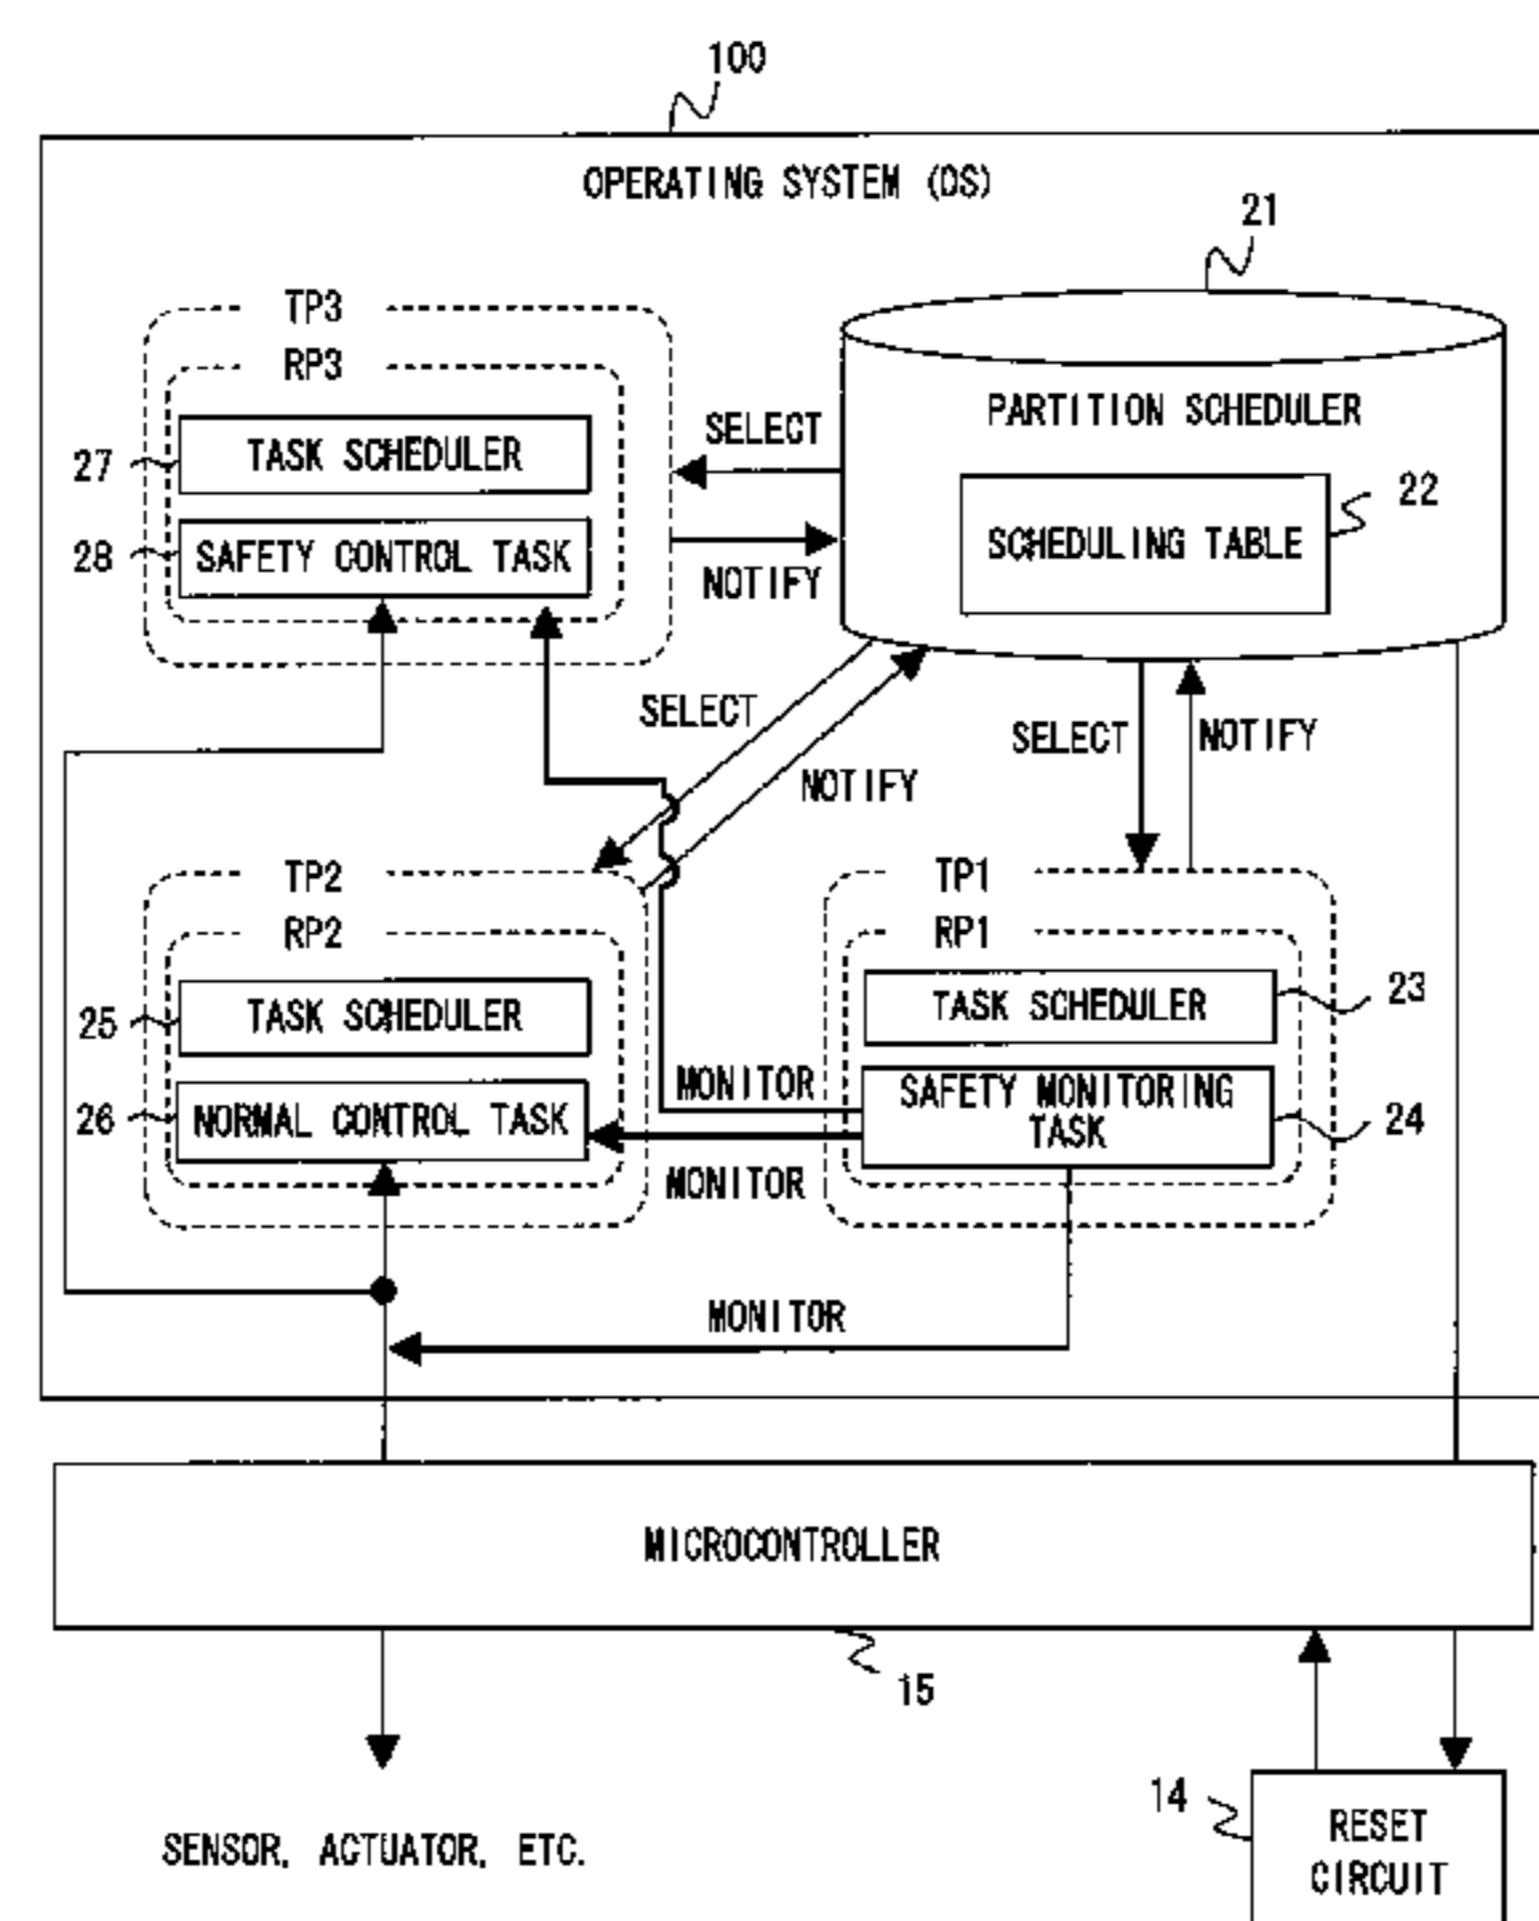 100
OPERATING SYSTEM (OS)
21
TP3
RP3
PARTITION SCHEDULER
SELECT
27
TASK SCHEDULER
22
SCHEDULING TABLE
28
SAFETY CONTROL TASK
NOTIFY
SELECT
SELECT
NOTIFY
NOTIFY
TP2
TP1
RP2
RP1
23
25
TASK SCHEDULER
TASK SCHEDULER
MONITOR
SAFETY MONITORING
TASK
26
NORMAL CONTROL TASK
24
MONITOR
MONITOR
MICROCONTROLLER
15
14
RESET
CIRCUIT
SENSOR, ACTUATOR, ETC.